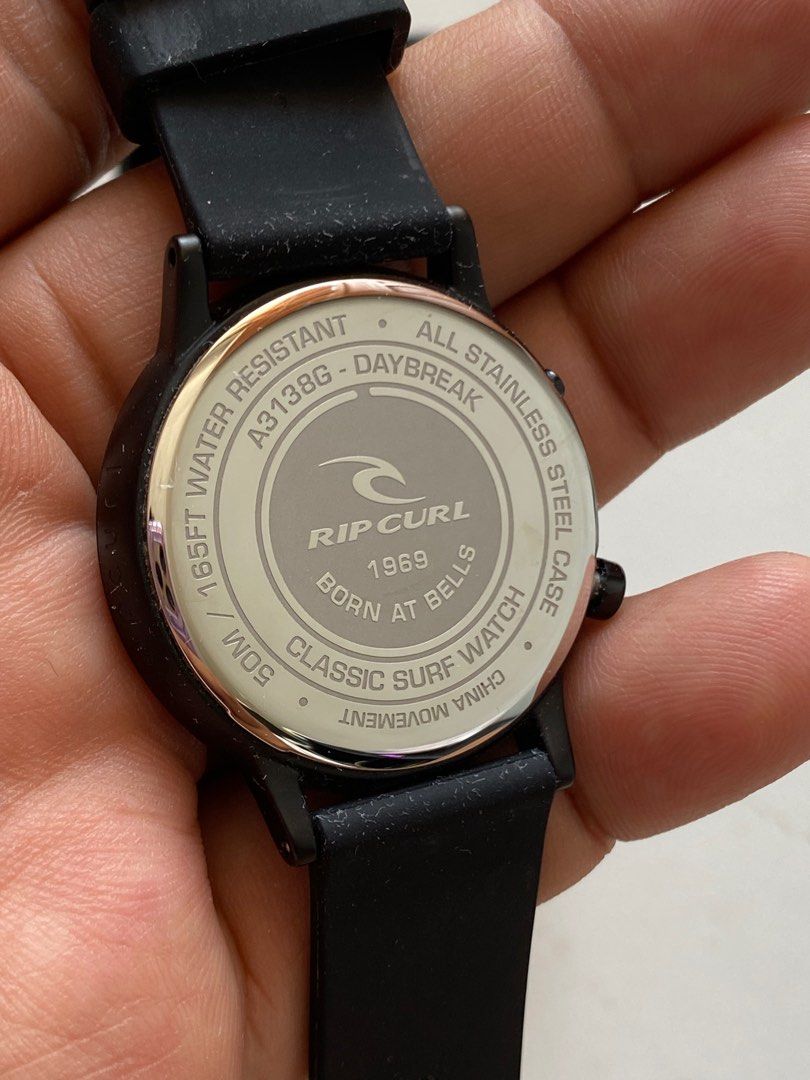 50M / 165FT WATER RESISTANT • ALL STAINLESS STEEL CASE •
CHINA MOVEMENT •
A3138G - DAYBREAK
RIP CURL
1969
BORN AT BELLS
CLASSIC SURF WATCH